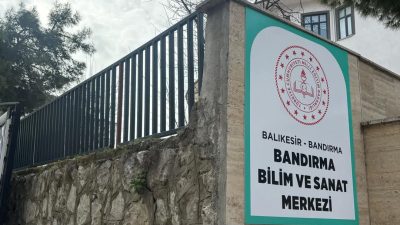 BALIKESİR - BANDIRMA
BANDIRMA
BİLİM VE SANAT
MERKEZİ